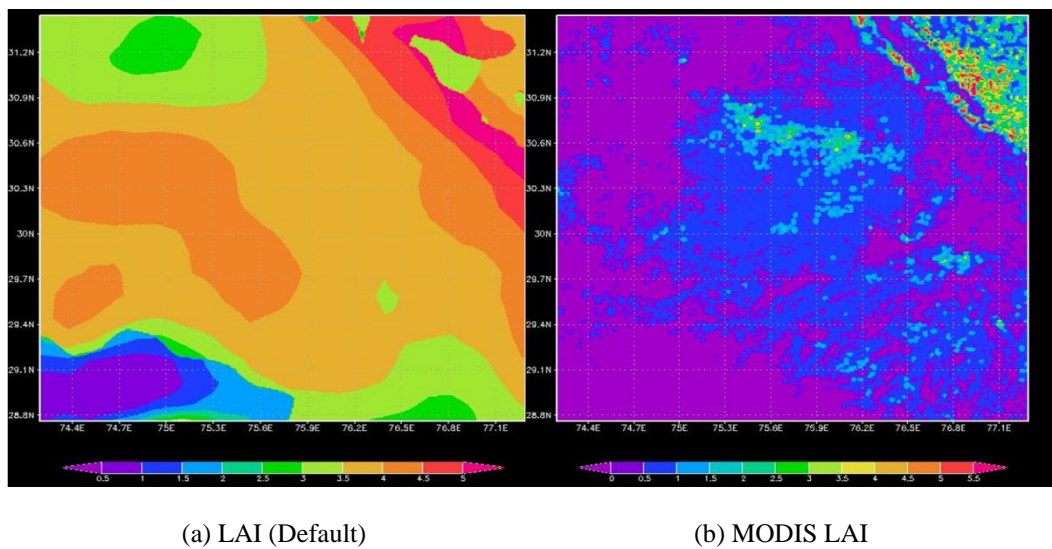 31.2N
30.9N
30.6N
30.3N
30N
29.7N
29.4N
29.1N
28.8N
74.4E 74.7E 75E 75.3E 75.6E 75.9E 76.2E 76.5E 76.8E 77.1E
0.5 1 1.5 2 2.5 3 3.5 4 4.5 5
31.2N
30.9N
30.6N
30.3N
30N
29.7N
29.4N
29.1N
28.8N
74.4E 74.7E 75E 75.3E 75.6E 75.9E 76.2E 76.5E 76.8E 77.1E
0 0.5 1 1.5 2 2.5 3 3.5 4 4.5 5 5.5
(a) LAI (Default)
(b) MODIS LAI